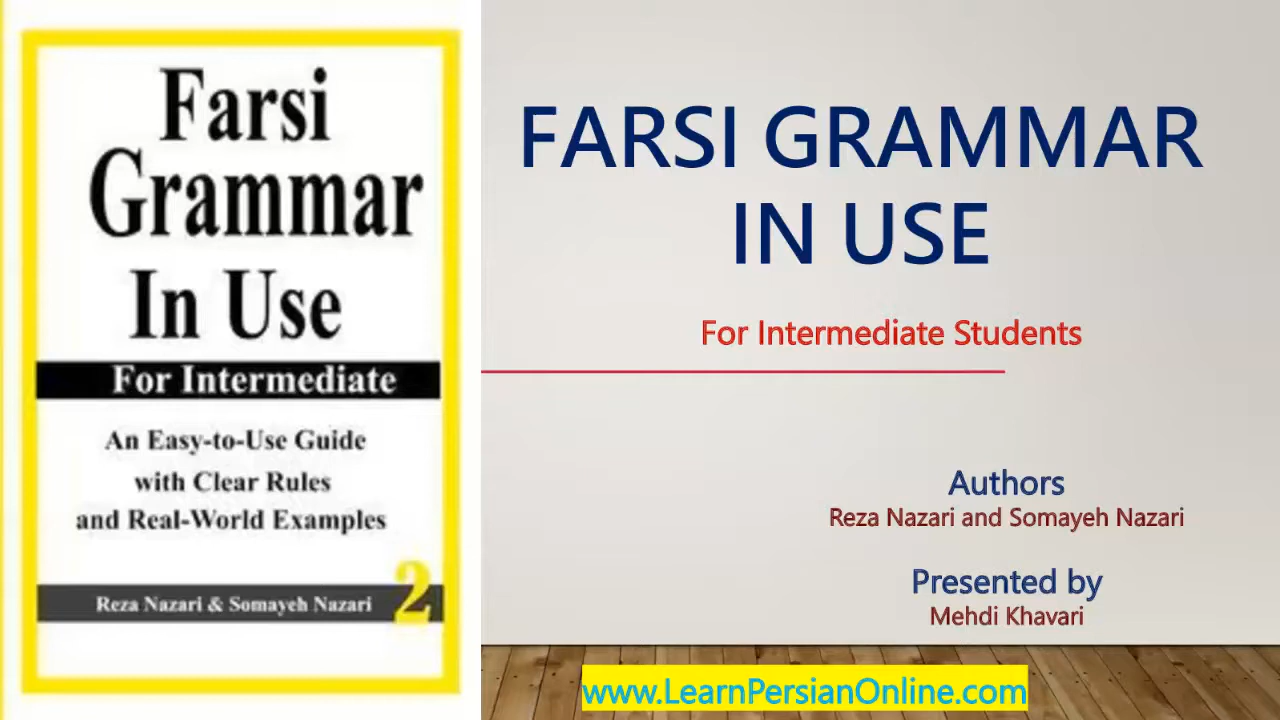 Farsi
Grammar
In Use
For Intermediate
An Easy-to-Use Guide
with Clear Rules
and Real-World Examples
2
Reza Nazari & Somayeh Nazari
FARSI GRAMMAR
IN USE
For Intermediate Students
Authors
Reza Nazari and Somayeh Nazari
Presented by
Mehdi Khavari
www.LearnPersianOnline.com